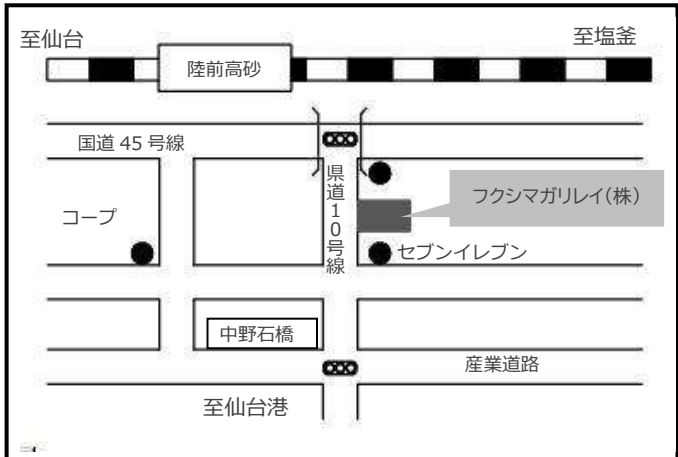 至仙台
至塩釜
陸前高砂
国道 45 号線
県道10号線
フクシマガリレイ(株)
コープ
セブンイレブン
中野石橋
産業道路
至仙台港